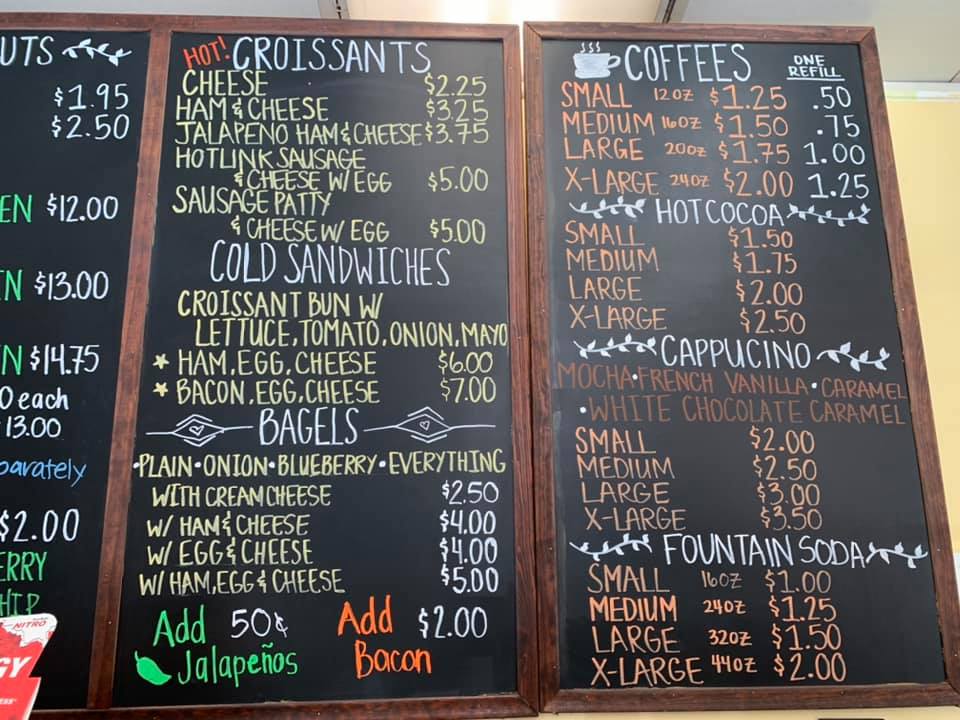 UTS
$1.95
$2.50
EN $12.00
N $13.00
N $14.75
0 each
13.00
parately
$2.00
ERRY
HIP
NITRO
GY
HOT! CROISSANTS
CHEESE $2.25
HAM & CHEESE $3.25
JALAPENO HAM & CHEESE $3.75
HOTLINK SAUSAGE
& CHEESE W/ EGG $5.00
SAUSAGE PATTY
& CHEESE W/ EGG $5.00
COLD SANDWICHES
CROISSANT BUN W/
LETTUCE, TOMATO, ONION, MAYO
HAM, EGG, CHEESE $6.00
BACON, EGG, CHEESE $7.00
BAGELS
•PLAIN•ONION•BLUEBERRY•EVERYTHING
WITH CREAM CHEESE $2.50
W/ HAM & CHEESE $4.00
W/ EGG & CHEESE $4.00
W/ HAM, EGG & CHEESE $5.00
Add 50¢
Jalapeños
Add $2.00
Bacon
COFFEES ONE REFILL
SMALL 12OZ $1.25 .50
MEDIUM 16OZ $1.50 .75
LARGE 20OZ $1.75 1.00
X-LARGE 24OZ $2.00 1.25
HOT COCOA
SMALL $1.50
MEDIUM $1.75
LARGE $2.00
X-LARGE $2.50
CAPPUCINO
MOCHA•FRENCH VANILLA•CARAMEL
•WHITE CHOCOLATE CARAMEL
SMALL $2.00
MEDIUM $2.50
LARGE $3.00
X-LARGE $3.50
FOUNTAIN SODA
SMALL 16OZ $1.00
MEDIUM 24OZ $1.25
LARGE 32OZ $1.50
X-LARGE 44OZ $2.00